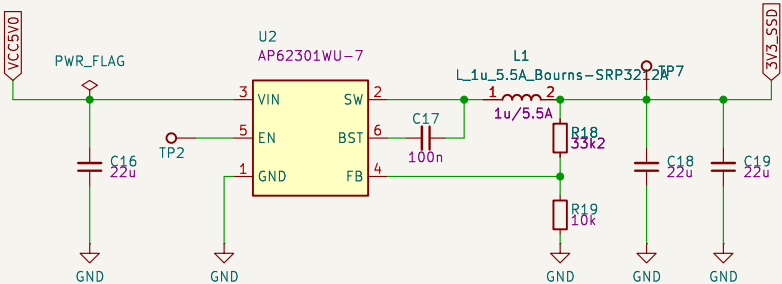 VCC5V0
3V3_SSD
PWR_FLAG
U2
AP62301WU-7
L1
L_1u_5.5A_Bourns-SRP3212A
TP7
3
VIN
SW
2
1
2
1u/5.5A
C17
100n
TP2
5
EN
BST
6
R18
33k2
1
GND
FB
4
C16
22u
C18
22u
C19
22u
R19
10k
GND
GND
GND
GND
GND